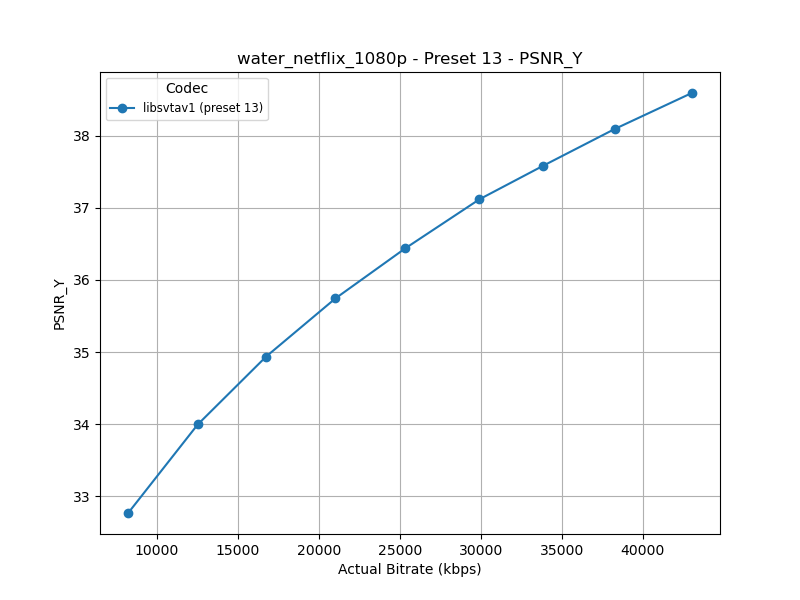 water_netflix_1080p - Preset 13 - PSNR_Y
Codec
libsvtav1 (preset 13)
38
37
36
35
34
33
PSNR_Y
10000 15000 20000 25000 30000 35000 40000
Actual Bitrate (kbps)